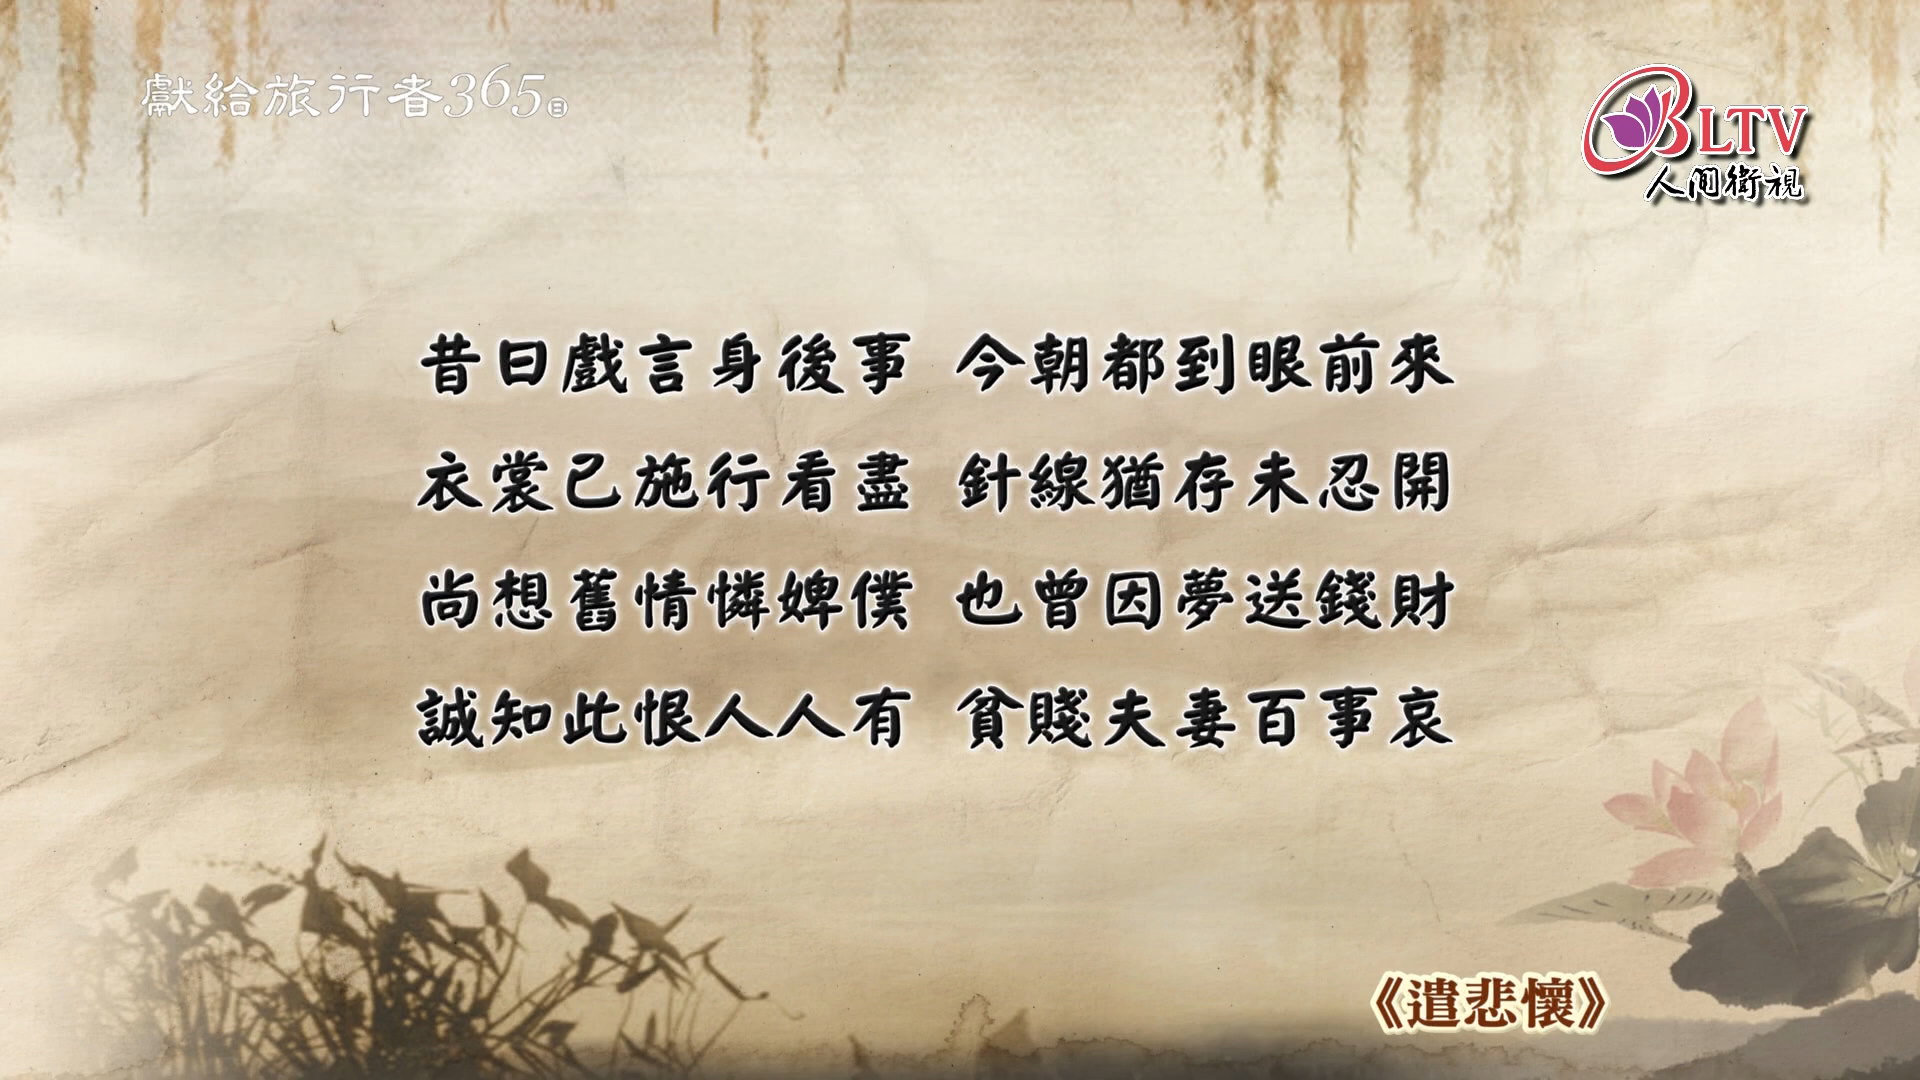 獻給旅行者365日
BLTV
人間衛視
昔日戲言身後事 今朝都到眼前來
衣裳已施行看盡 針線猶存未忍開
尚想舊情憐婢僕 也曾因夢送錢財
誠知此恨人人有 貧賤夫妻百事哀
《遣悲懷》